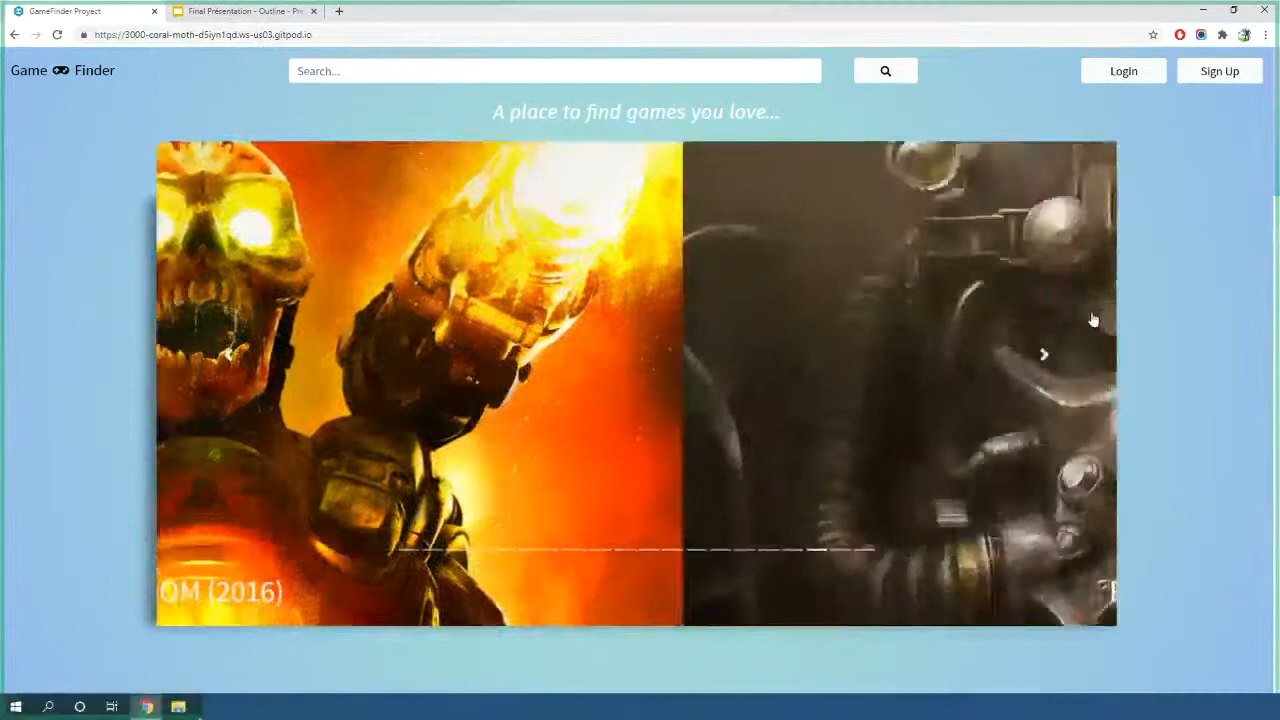 GameFinder Proyect
Final Presentation - Outline - Pre
https://3000-coral-moth-d5iyn1qd.ws-us03.gitpod.io
Game Finder
Search...
Login
Sign Up
A place to find games you love...
OM (2016)